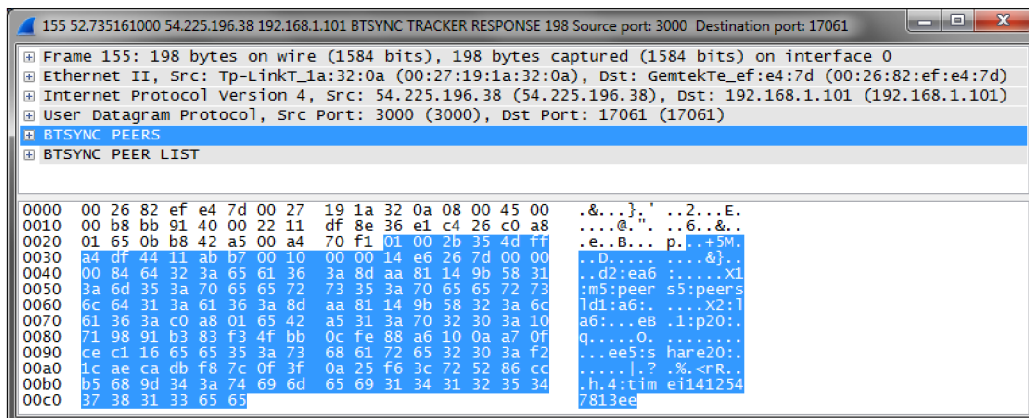 155 52.735161000 54.225.196.38 192.168.1.101 BTSYNC TRACKER RESPONSE 198 Source port: 3000 Destination port: 17061
Frame 155: 198 bytes on wire (1584 bits), 198 bytes captured (1584 bits) on interface 0
Ethernet II, Src: Tp-LinkT_1a:32:0a (00:27:19:1a:32:0a), Dst: GemtekTe_ef:e4:7d (00:26:82:ef:e4:7d)
Internet Protocol Version 4, Src: 54.225.196.38 (54.225.196.38), Dst: 192.168.1.101 (192.168.1.101)
User Datagram Protocol, Src Port: 3000 (3000), Dst Port: 17061 (17061)
BTSYNC PEERS
BTSYNC PEER LIST
0000 00 26 82 ef e4 7d 00 27 19 1a 32 0a 08 00 45 00 .&...}.' ..2...E.
0010 00 b8 bb 91 40 00 22 11 df 8e 36 e1 c4 26 c0 a8 ....@.". ..6..&..
0020 01 65 0b b8 42 a5 00 a4 70 f1 01 00 2b 35 4d ff .e..B... p...+5M.
0030 a4 df 44 11 ab b7 00 10 00 00 14 e6 26 7d 00 00 ..D..... ....&}..
0040 00 84 64 32 3a 65 61 36 3a 8d aa 81 14 9b 58 31 ..d2:ea6 :.....X1
0050 3a 6d 35 3a 70 65 65 72 73 35 3a 70 65 65 72 73 :m5:peer s5:peers
0060 6c 64 31 3a 61 36 3a 8d aa 81 14 9b 58 32 3a 6c ld1:a6:. ....X2:l
0070 61 36 3a c0 a8 01 65 42 a5 31 3a 70 32 30 3a 10 a6:...eB .1:p20:.
0080 71 98 91 b3 83 f3 4f bb 0c fe 88 a6 10 0a a7 0f q.....O. ........
0090 ce c1 16 65 65 35 3a 73 68 61 72 65 32 30 3a f2 ...ee5:s hare20:.
00a0 1c ae ca db f8 7c 0f 3f 0a 25 f6 3c 72 52 86 cc .....|.? .%.<rR..
00b0 b5 68 9d 34 3a 74 69 6d 65 69 31 34 31 32 35 34 .h.4:tim ei141254
00c0 37 38 31 33 65 65 7813ee